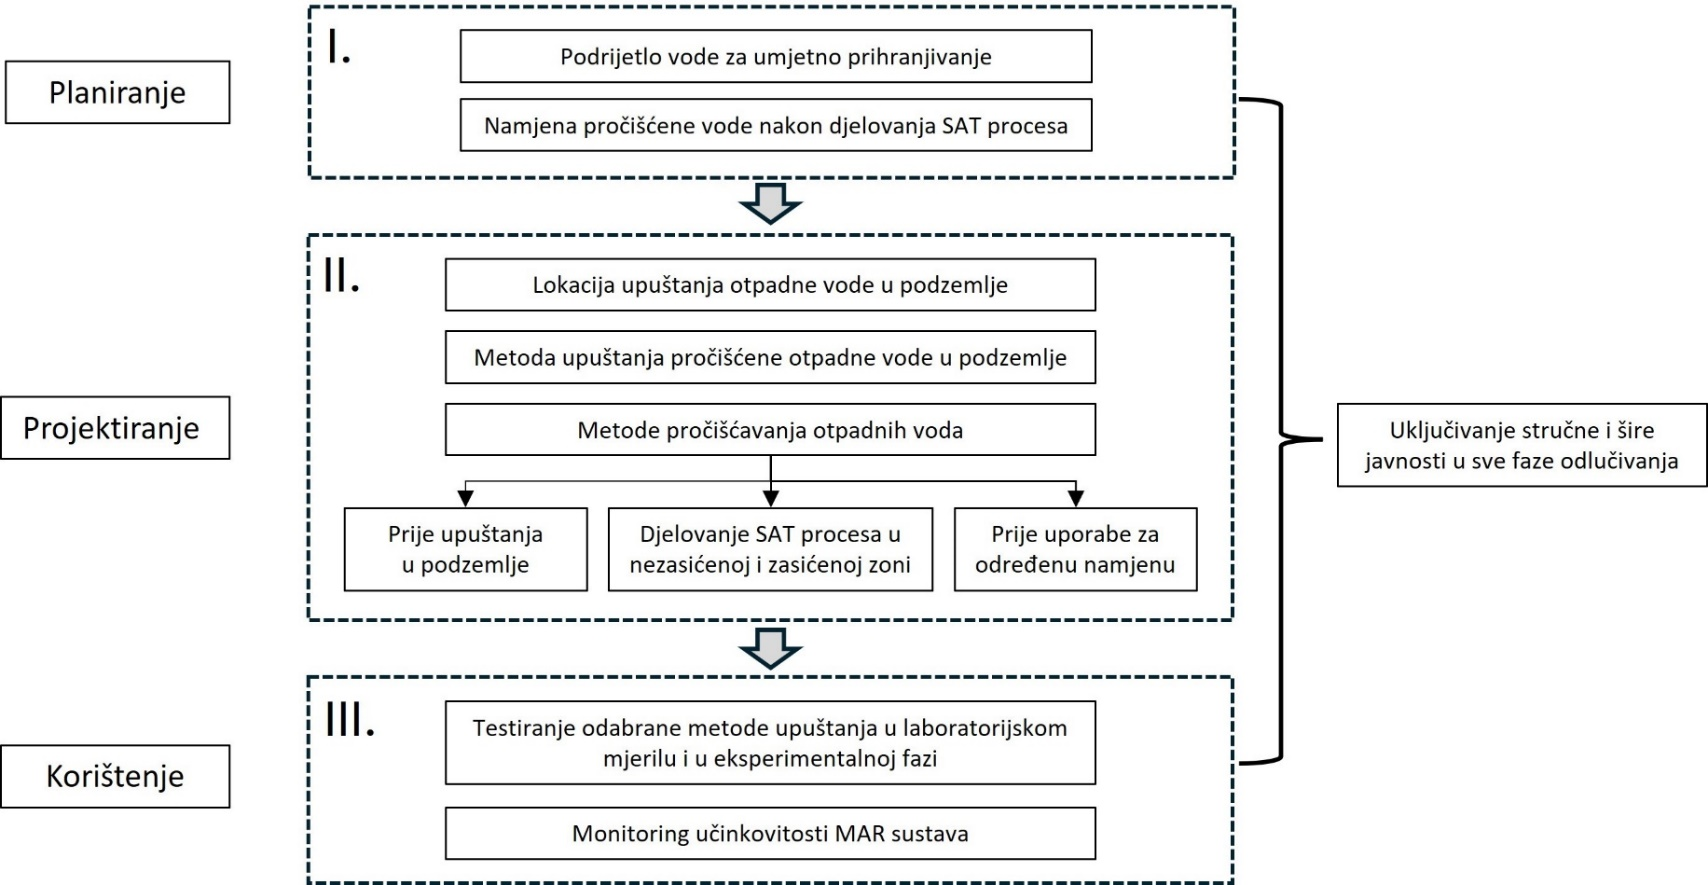 Planiranje
I.
Podrijetlo vode za umjetno prihranjivanje
Namjena pročišćene vode nakon djelovanja SAT procesa
Projektiranje
II.
Lokacija upuštanja otpadne vode u podzemlje
Metoda upuštanja pročišćene otpadne vode u podzemlje
Metode pročišćavanja otpadnih voda
Prije upuštanja
u podzemlje
Djelovanje SAT procesa u
nezasićenoj i zasićenoj zoni
Prije uporabe za
određenu namjenu
Korištenje
III.
Testiranje odabrane metode upuštanja u laboratorijskom
mjerilu i u eksperimentalnoj fazi
Monitoring učinkovitosti MAR sustava
Uključivanje stručne i šire
javnosti u sve faze odlučivanja